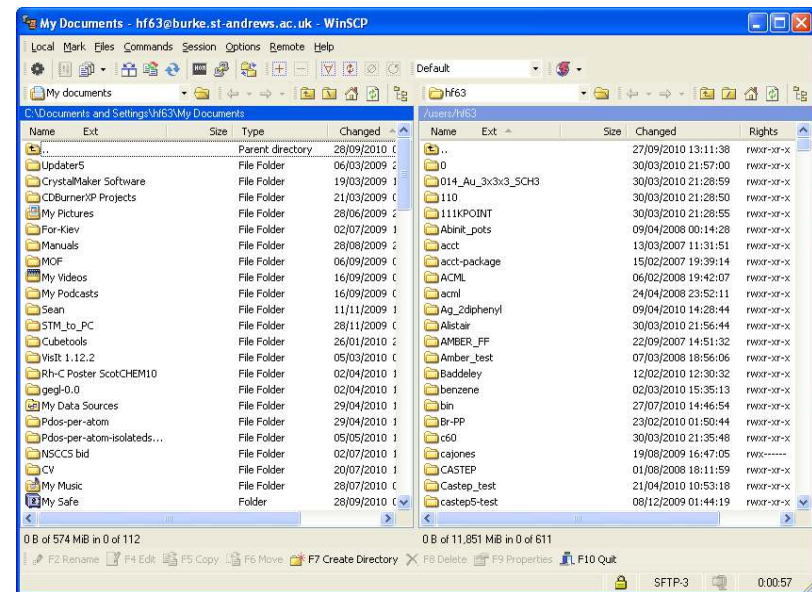 My Documents - hf63@burke.st-andrews.ac.uk - WinSCP
Local Mark Files Commands Session Options Remote Help
Default
My documents
hf63
C:\Documents and Settings\hf63\My Documents
/users/hf63
Name Ext Size Type Changed
Name Ext Size Changed Rights
.. Parent directory 28/09/2010
.. 27/09/2010 13:11:38 rwxr-xr-x
Updater5 File Folder 06/03/2009
0 30/03/2010 21:57:00 rwxr-xr-x
CrystalMaker Software File Folder 19/03/2009
014_Au_3x3x3_SCH3 30/03/2010 21:28:59 rwxr-xr-x
CDBurnerXP Projects File Folder 21/03/2009
110 30/03/2010 21:28:50 rwxr-xr-x
My Pictures File Folder 28/06/2009
111KPOINT 30/03/2010 21:28:55 rwxr-xr-x
For-Kiev File Folder 02/07/2009
Abinit_pots 09/04/2008 00:14:28 rwxr-xr-x
Manuals File Folder 28/08/2009
acct 13/03/2007 11:31:51 rwxr-xr-x
MOF File Folder 06/09/2009
acct-package 15/02/2007 19:39:14 rwxr-xr-x
My Videos File Folder 16/09/2009
ACML 06/02/2008 19:42:07 rwxr-xr-x
My Podcasts File Folder 16/09/2009
acml 24/04/2008 23:52:11 rwxr-xr-x
Sean File Folder 11/11/2009
Ag_2diphenyl 09/04/2010 14:28:44 rwxr-xr-x
STM_to_PC File Folder 28/11/2009
Alistair 30/03/2010 21:56:44 rwxr-xr-x
Cubetools File Folder 26/01/2010
AMBER_FF 22/09/2007 14:51:32 rwxr-xr-x
VisIt 1.12.2 File Folder 05/03/2010
Amber_test 07/03/2008 18:56:06 rwxr-xr-x
Rh-C Poster ScotCHEM10 File Folder 02/04/2010
Baddeley 12/02/2010 12:30:32 rwxr-xr-x
gegl-0.0 File Folder 02/04/2010
benzene 02/03/2010 15:35:13 rwxr-xr-x
My Data Sources File Folder 29/04/2010
bin 27/07/2010 14:46:54 rwxr-xr-x
Pdos-per-atom File Folder 29/04/2010
Br-PP 23/02/2010 01:50:44 rwxr-xr-x
Pdos-per-atom-isolateds... File Folder 05/05/2010
c60 30/03/2010 21:35:48 rwxr-xr-x
NSCCS bid File Folder 02/07/2010
cajones 19/08/2009 16:47:05 rwx------
CV File Folder 20/07/2010
CASTEP 01/08/2008 18:11:59 rwxr-xr-x
My Music File Folder 28/07/2010
Castep_test 21/04/2010 10:53:18 rwxr-xr-x
My Safe Folder 28/09/2010
castep5-test 08/12/2009 01:44:19 rwxr-xr-x
0 B of 574 MiB in 0 of 112
0 B of 11,851 MiB in 0 of 611
F2 Rename F4 Edit F5 Copy F6 Move F7 Create Directory F8 Delete F9 Properties F10 Quit
SFTP-3 0:00:57